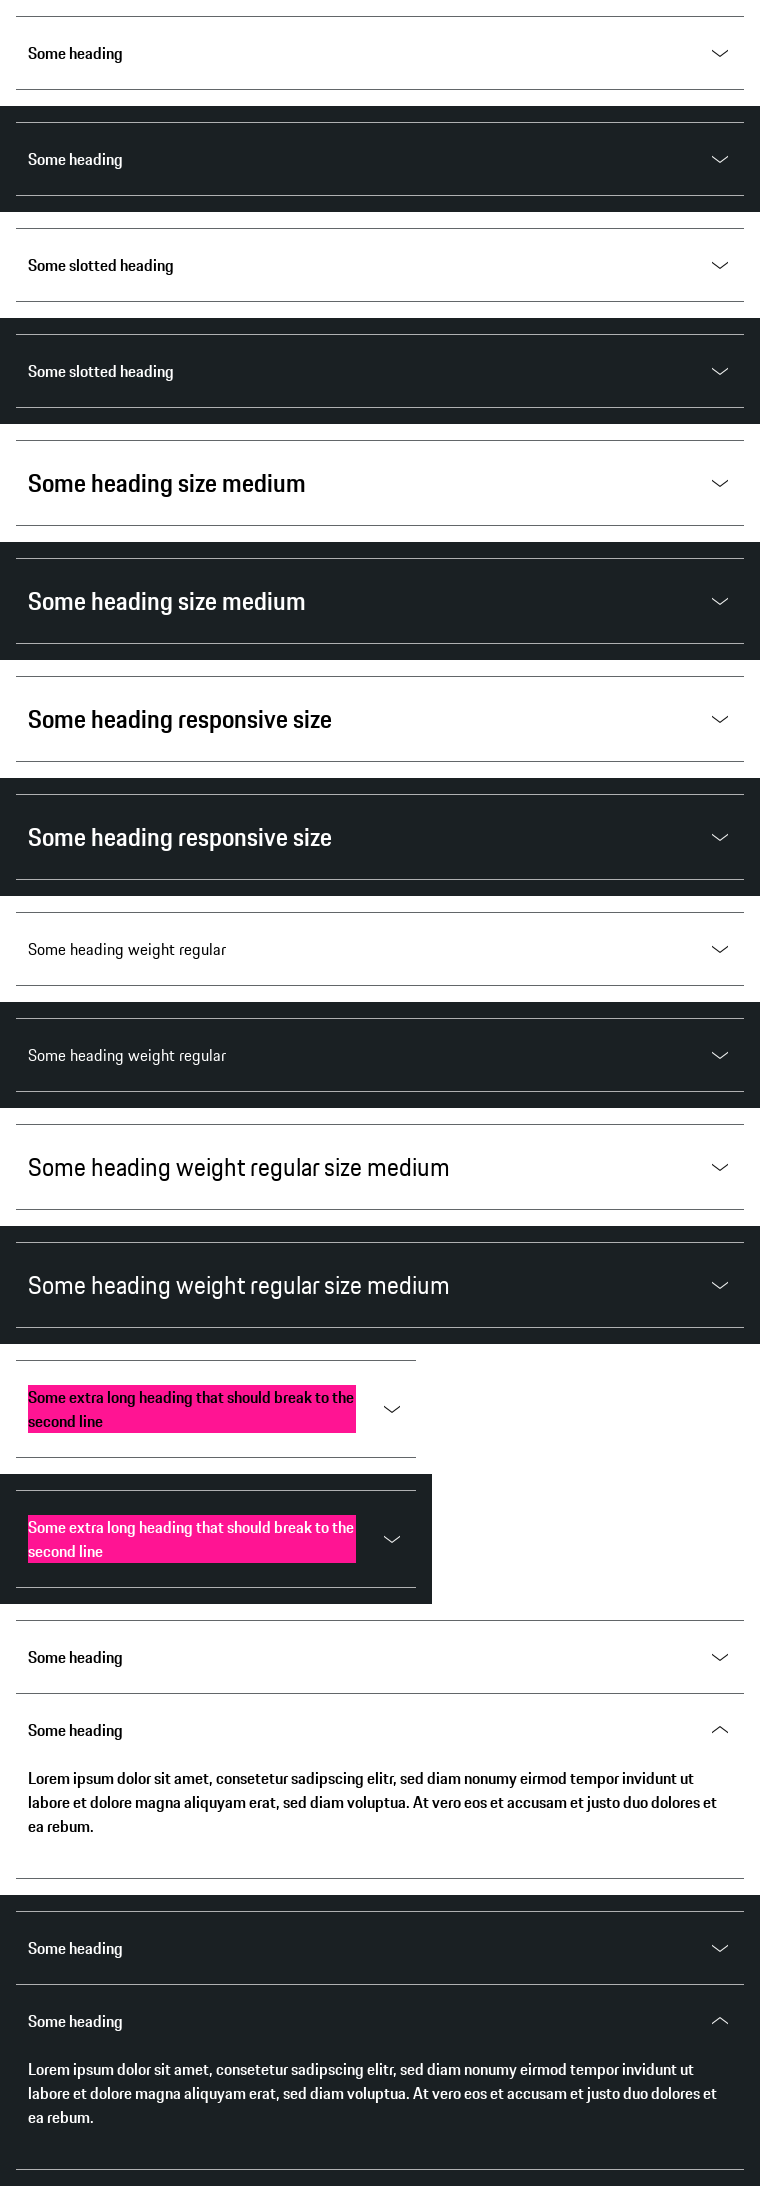 Some heading
Some heading
Some slotted heading
Some slotted heading
Some heading size medium
Some heading size medium
Some heading responsive size
Some heading responsive size
Some heading weight regular
Some heading weight regular
Some heading weight regular size medium
Some heading weight regular size medium
Some extra long heading that should break to the
second line
Some extra long heading that should break to the
second line
Some heading
Some heading
Lorem ipsum dolor sit amet, consetetur sadipscing elitr, sed diam nonumy eirmod tempor invidunt ut
labore et dolore magna aliquyam erat, sed diam voluptua. At vero eos et accusam et justo duo dolores et
ea rebum.
Some heading
Some heading
Lorem ipsum dolor sit amet, consetetur sadipscing elitr, sed diam nonumy eirmod tempor invidunt ut
labore et dolore magna aliquyam erat, sed diam voluptua. At vero eos et accusam et justo duo dolores et
ea rebum.